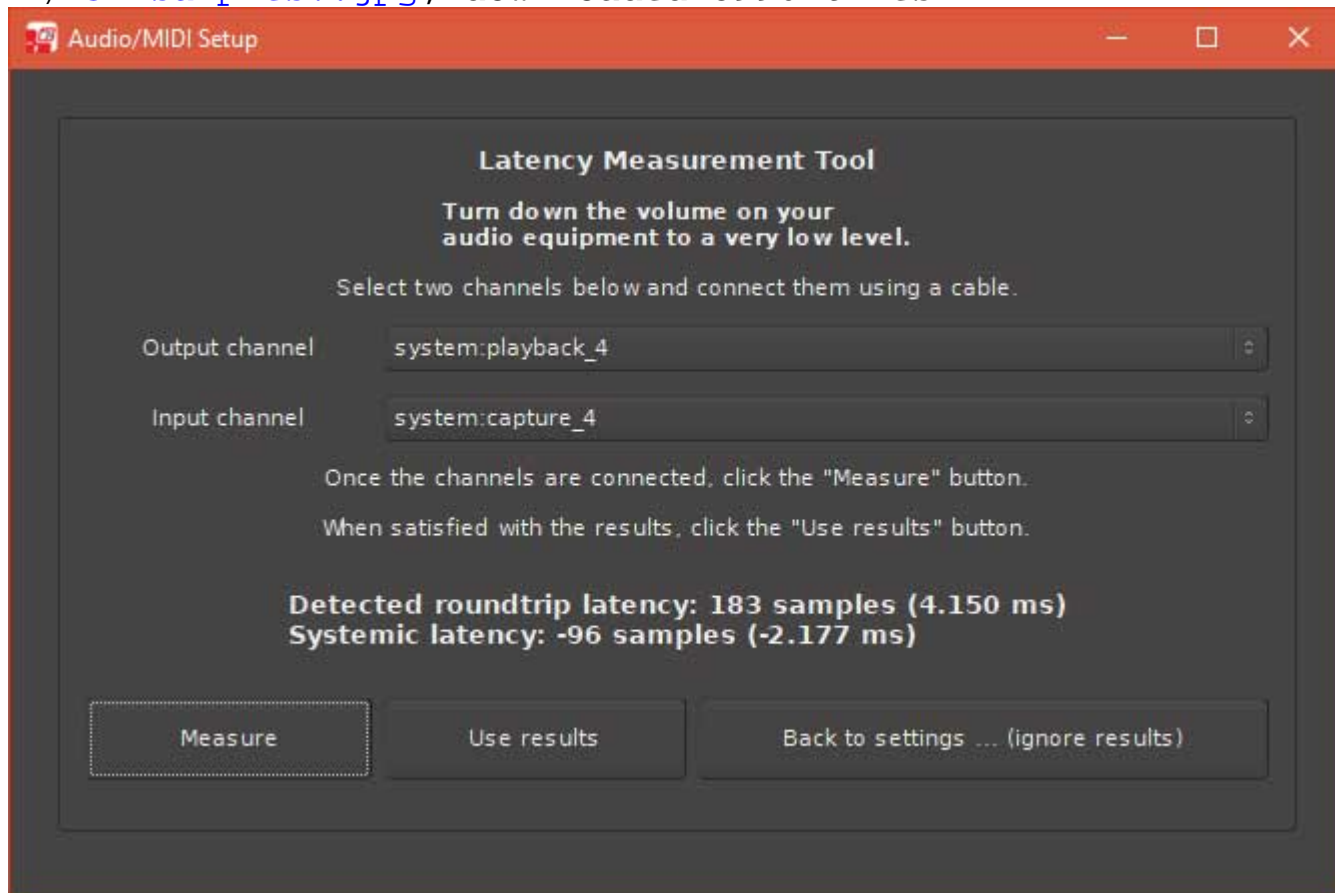 Audio/MIDI Setup
Latency Measurement Tool
Turn down the volume on your
audio equipment to a very low level.
Select two channels below and connect them using a cable.
Output channel system:playback_4
Input channel system:capture_4
Once the channels are connected, click the "Measure" button.
When satisfied with the results, click the "Use results" button.
Detected roundtrip latency: 183 samples (4.150 ms)
Systemic latency: -96 samples (-2.177 ms)
Measure Use results Back to settings ... (ignore results)